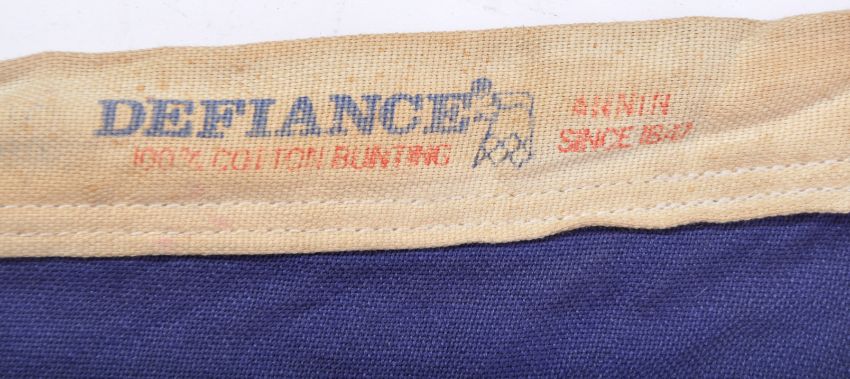 DEFIANCE®
100% COTTON BUNTING
ANNIN
SINCE 1847